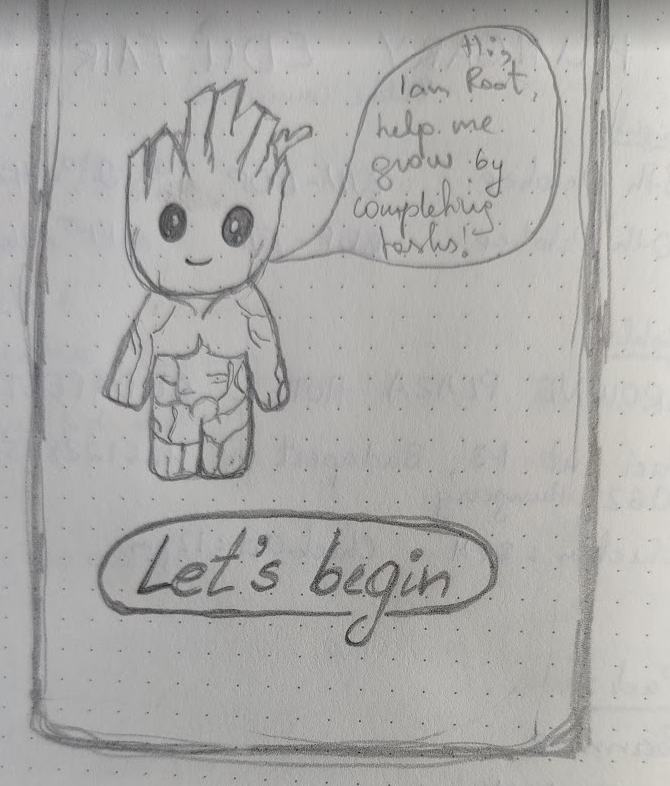 Hi,
I am Root,
help me
grow by
completing
tasks!
Let's begin